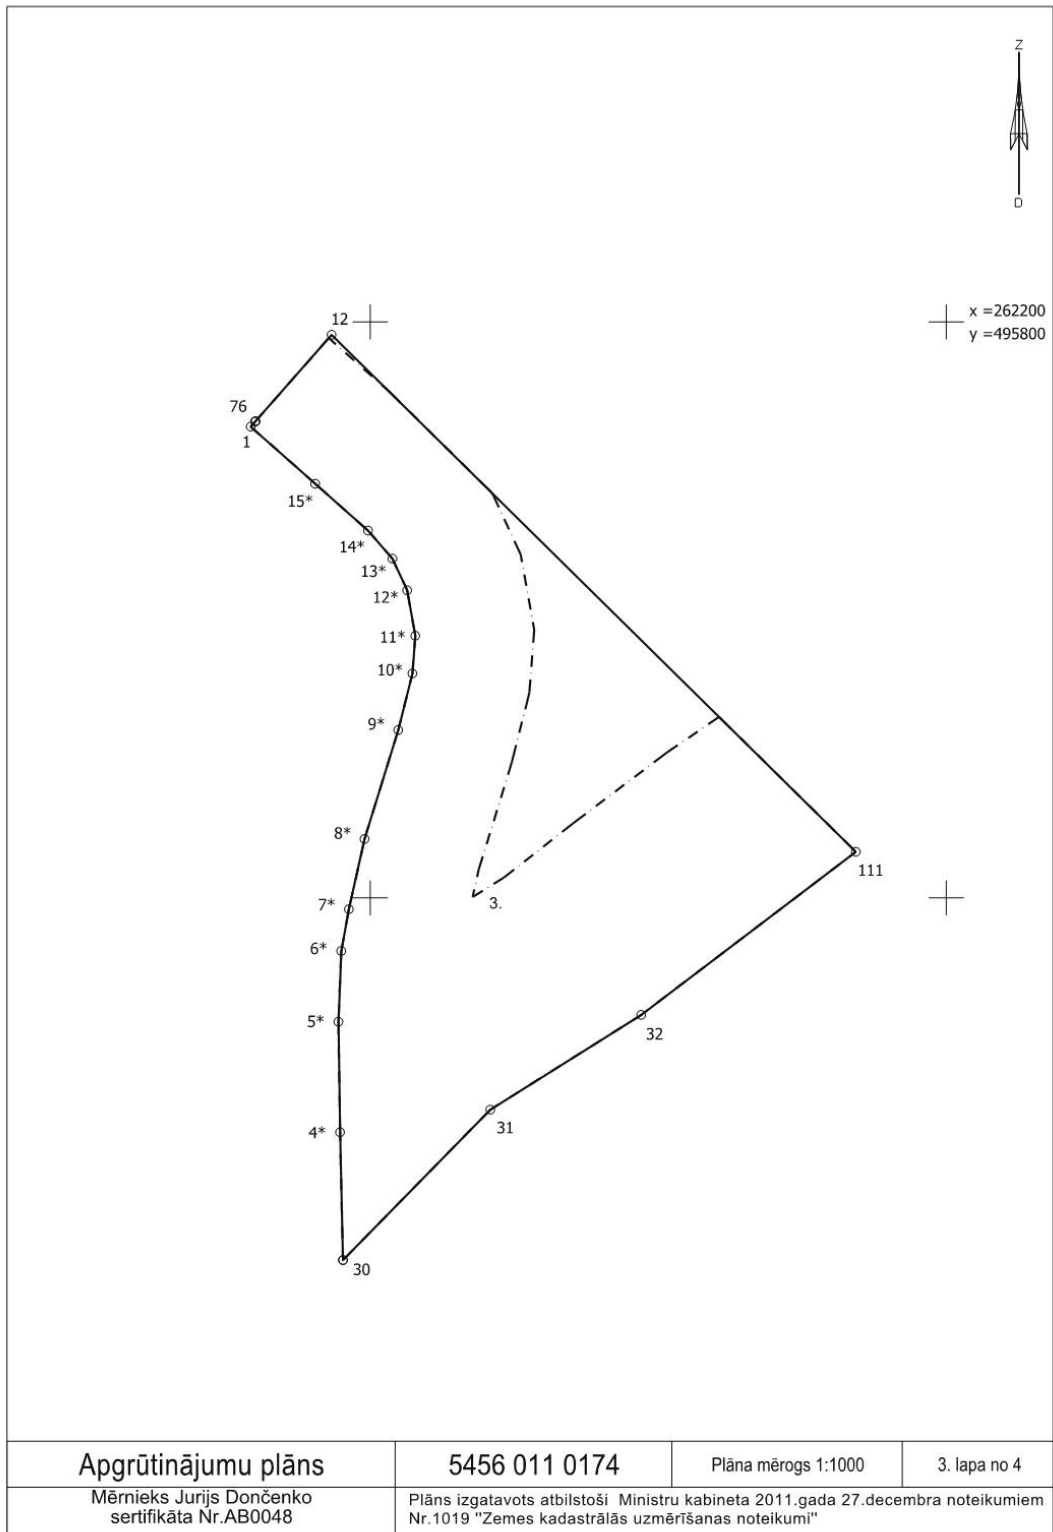 Z
D
x =262200
y =495800
12
76
1
15*
14*
13*
12*
11*
10*
9*
8*
111
7*
3.
6*
5*
32
31
4*
30
Apgrūtinājumu plāns
5456 011 0174
Plāna mērogs 1:1000
3. lapa no 4
Mērnieks Jurijs Dončenko
sertifikāta Nr.AB0048
Plāns izgatavots atbilstoši Ministru kabineta 2011.gada 27.decembra noteikumiem
Nr.1019 "Zemes kadastrālās uzmērīšanas noteikumi"